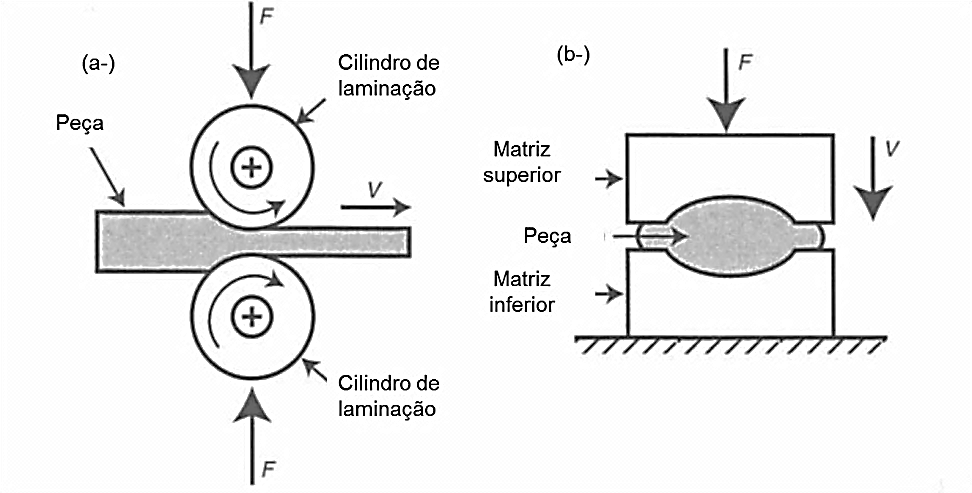 (a-)
F
Cilindro de
laminação
Peça
V
Cilindro de
laminação
F
(b-)
F
Matriz
superior
V
Peça
Matriz
inferior